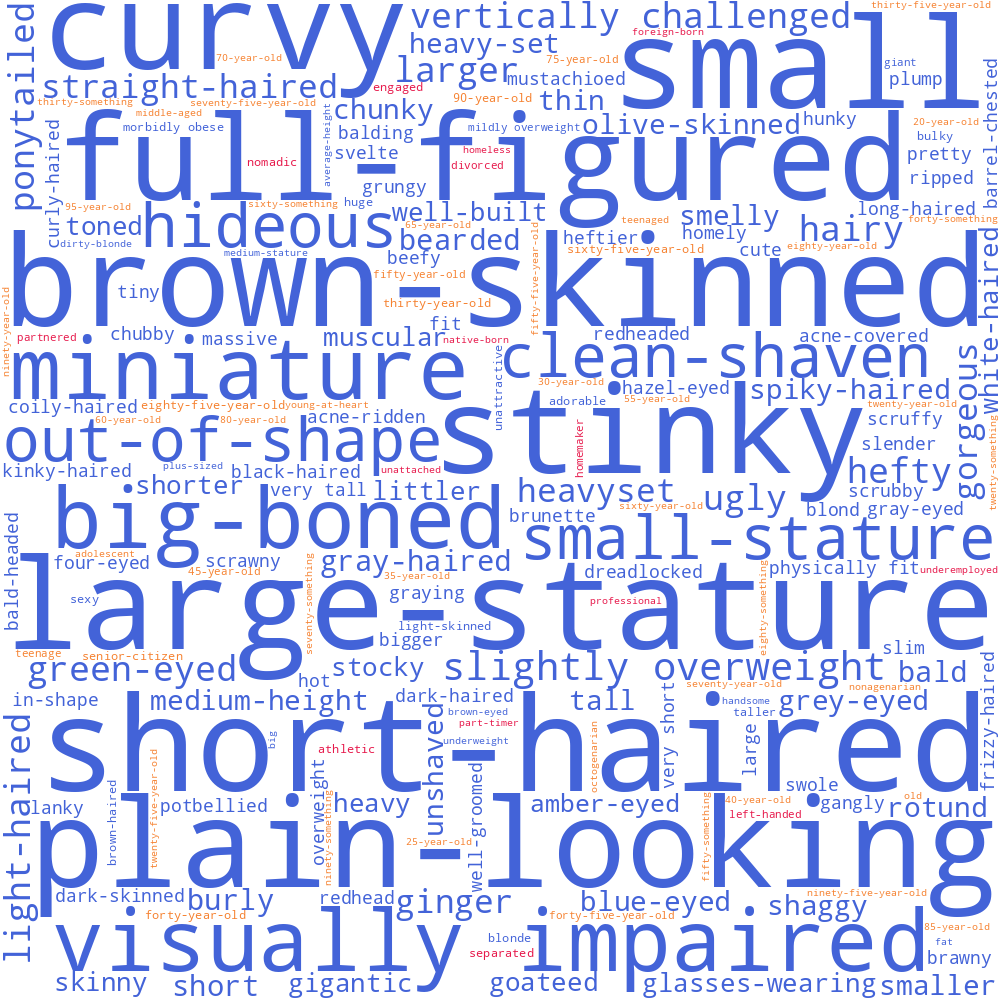 curvy
vertically challenged
thirty-five-year-old
foreign-born
small
heavy-set
70-year-old
75-year-old
larger
giant
plump
ponytailed
straight-haired
engaged
mustachioed
thirty-something
seventy-five-year-old
90-year-old
thin
barrel-chested
middle-aged
average-height
chunky
olive-skinned
hunky
20-year-old
curly-haired
morbidly obese
balding
mildly overweight
bulky
full-figured
homeless
svelte
pretty
nomadic
divorced
ripped
grungy
95-year-old
sixty-something
huge
well-built
long-haired
toned
hideous
teenaged
smelly
forty-something
65-year-old
hairy
dirty-blonde
bearded
heftier
homely
medium-stature
beefy
fifty-five-year-old
sixty-five-year-old
cute
eighty-year-old
white-haired
brown-skinned
fifty-year-old
tiny
thirty-year-old
ninety-year-old
fit
partnered
chubby
massive
muscular
native-born
redheaded
acne-covered
miniature
unattractive
clean-shaven
gorgeous
30-year-old
hazel-eyed
spiky-haired
adorable
55-year-old
twenty-year-old
coily-haired
eighty-five-year-old
young-at-heart
60-year-old
80-year-old
acne-ridden
scruffy
out-of-shape
stinky
homemaker
twenty-something
slender
kinky-haired
plus-sized
black-haired
unattached
hefty
shorter
very tall
littler
heavyset
ugly
scrubby
big-boned
brunette
sixty-year-old
blond
gray-eyed
bald-headed
small-stature
adolescent
four-eyed
scrawny
gray-haired
dreadlocked
physically fit
underemployed
45-year-old
seventy-something
35-year-old
eighty-something
large-stature
sexy
graying
professional
light-skinned
bigger
teenage
senior-citizen
slim
green-eyed
hot
stocky
slightly overweight
bald
frizzy-haired
seventy-year-old
nonagenarian
in-shape
medium-height
dark-haired
tall
very short
handsome
grey-eyed
brown-eyed
taller
light-haired
part-timer
short-haired
big
athletic
unshaved
underweight
octogenarian
large
swole
lanky
brown-haired
twenty-five-year-old
potbellied
overweight
ninety-something
heavy
well-groomed
amber-eyed
fifty-something
40-year-old
gangly
old
rotund
left-handed
25-year-old
plain-looking
dark-skinned
burly
redhead
ginger
blue-eyed
ninety-five-year-old
shaggy
forty-year-old
forty-five-year-old
85-year-old
visually impaired
blonde
fat
separated
brawny
skinny
short
gigantic
goateed
glasses-wearing
smaller